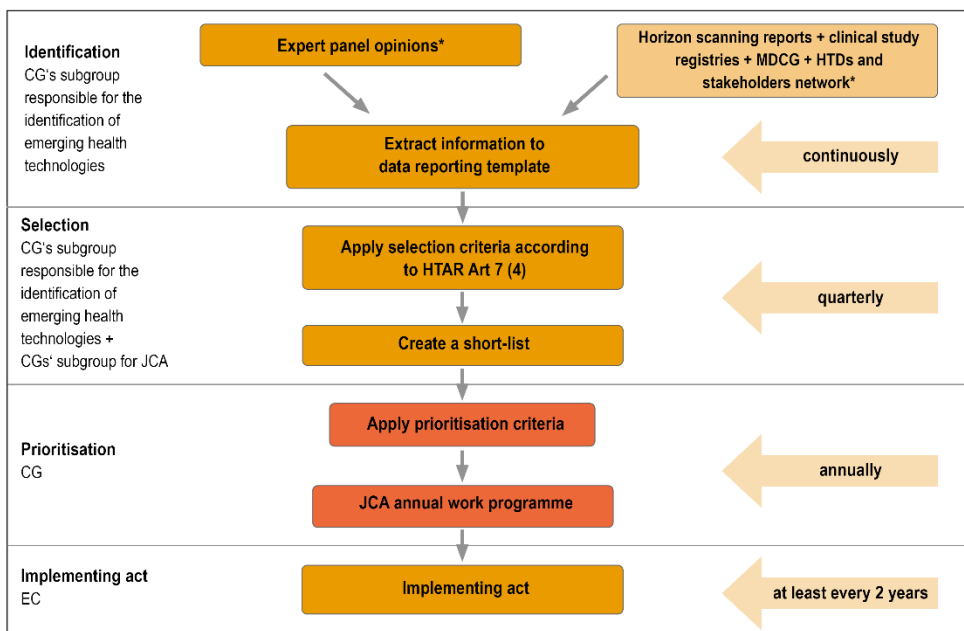 Identification
CG's subgroup
responsible for the
identification of
emerging health
technologies
Expert panel opinions*
Horizon scanning reports + clinical study
registries + MDCG + HTDs and
stakeholders network*
Extract information to
data reporting template
continuously
Selection
CG's subgroup
responsible for the
identification of
emerging health
technologies +
CGs' subgroup for JCA
Apply selection criteria according
to HTAR Art 7 (4)
Create a short-list
quarterly
Prioritisation
CG
Apply prioritisation criteria
JCA annual work programme
annually
Implementing act
EC
Implementing act
at least every 2 years